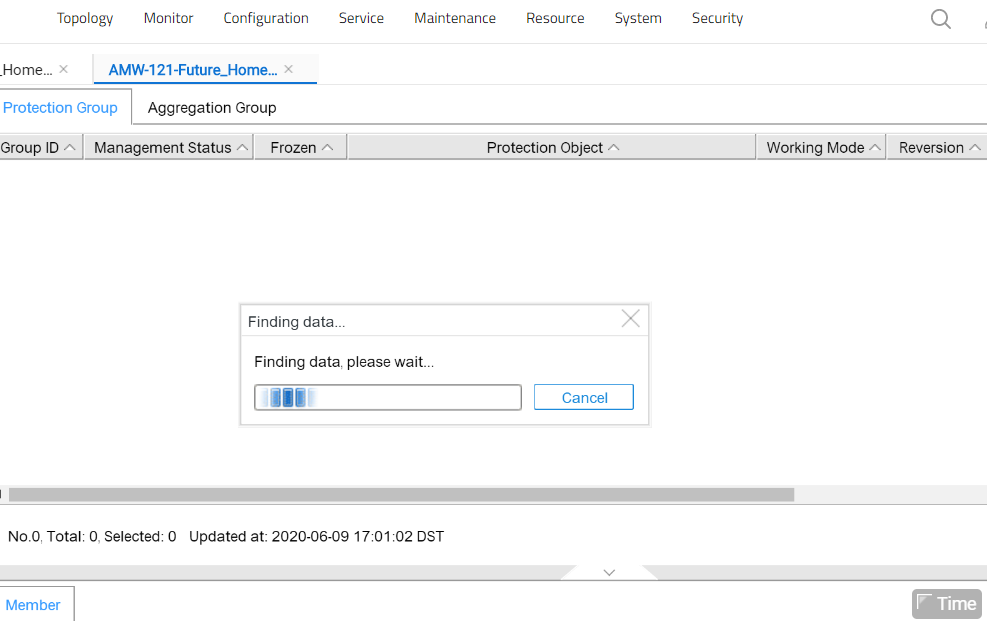 Topology Monitor Configuration Service Maintenance Resource System Security
_Home... AMW-121-Future_Home...
Protection Group Aggregation Group
Group ID Management Status Frozen Protection Object Working Mode Reversion
Finding data...
Finding data, please wait...
Cancel
No.0, Total: 0, Selected: 0 Updated at: 2020-06-09 17:01:02 DST
Member Time